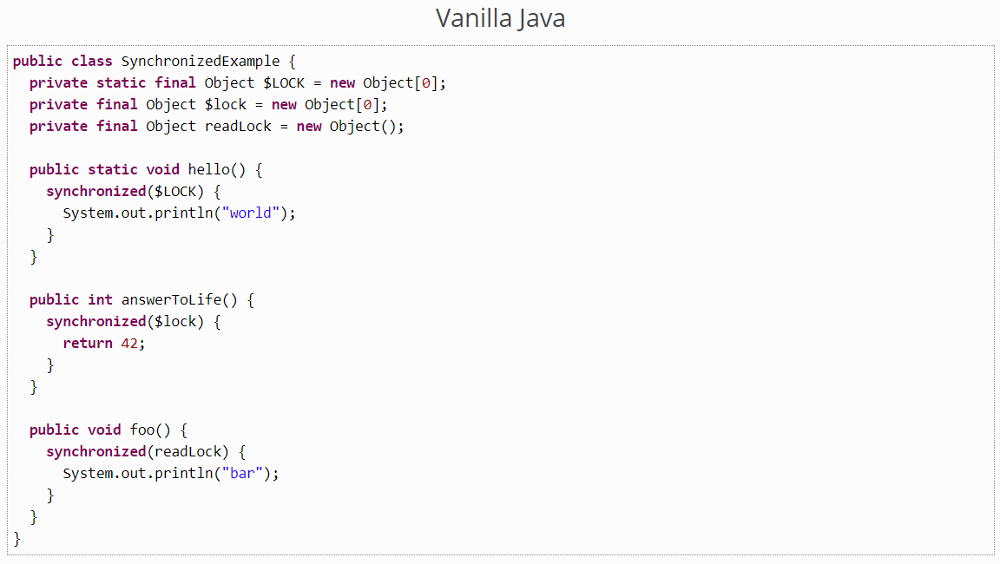 Vanilla Java
public class SynchronizedExample {
  private static final Object $LOCK = new Object[0];
  private final Object $lock = new Object[0];
  private final Object readLock = new Object();

  public static void hello() {
    synchronized($LOCK) {
      System.out.println("world");
    }
  }

  public int answerToLife() {
    synchronized($lock) {
      return 42;
    }
  }

  public void foo() {
    synchronized(readLock) {
      System.out.println("bar");
    }
  }
}